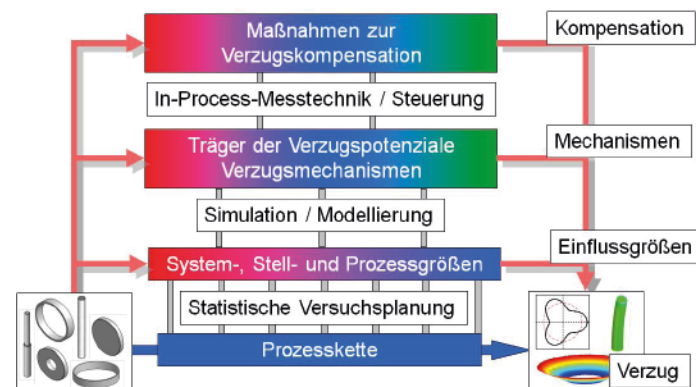 Maßnahmen zur
Verzugskompensation
Kompensation
In-Process-Messtechnik / Steuerung
Träger der Verzugspotenziale
Verzugsmechanismen
Mechanismen
Simulation / Modellierung
System-, Stell- und Prozessgrößen
Einflussgrößen
Statistische Versuchsplanung
Prozesskette
Verzug